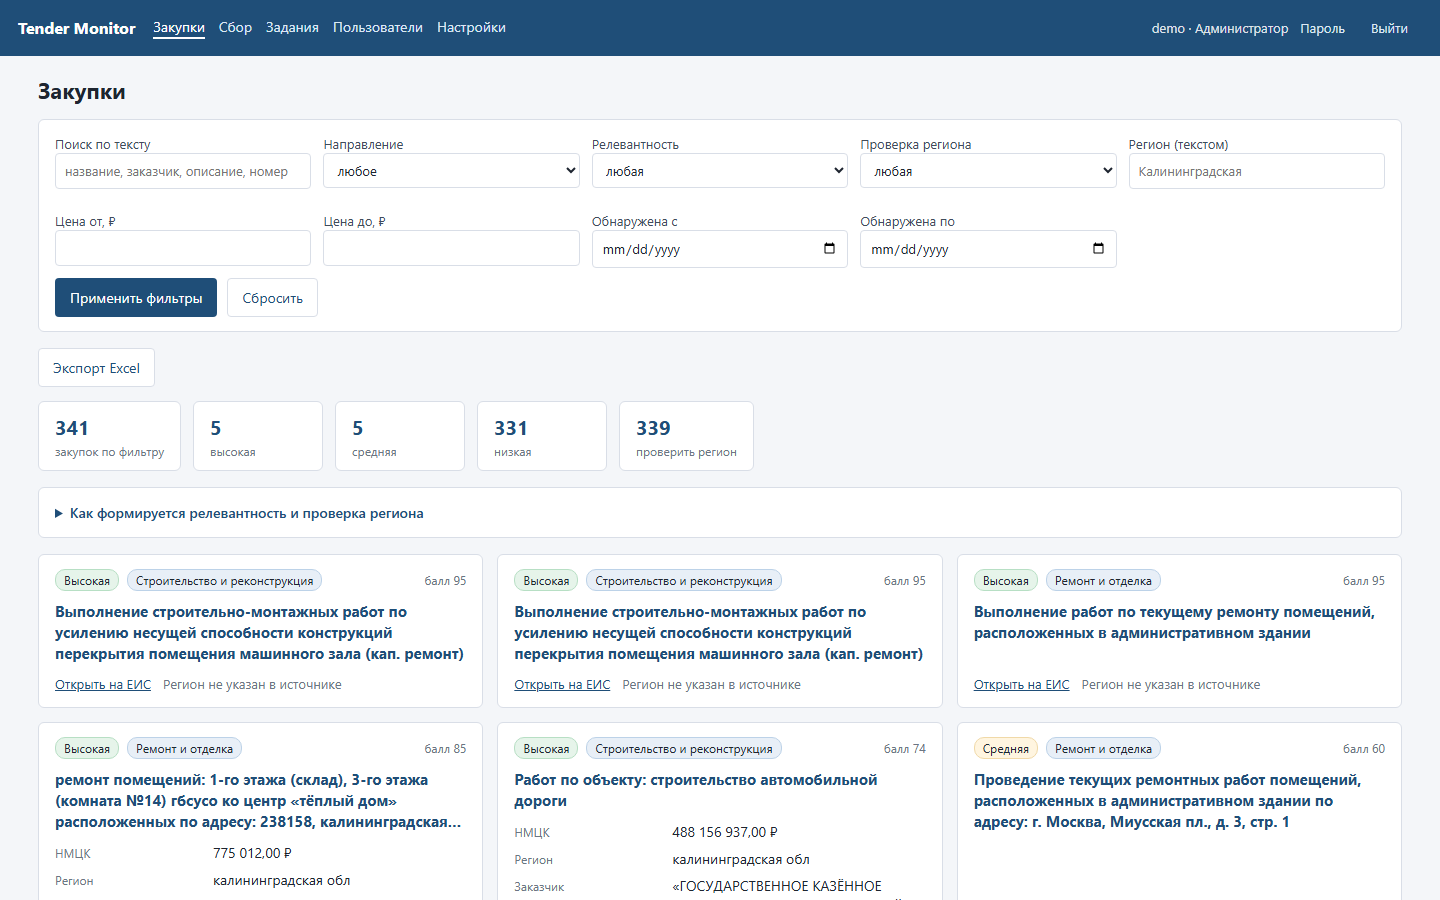 Tender Monitor Закупки Сбор Задания Пользователи Настройки demo · Администратор Пароль Выйти
Закупки
Поиск по тексту Направление Релевантность Проверка региона Регион (текстом)
название, заказчик, описание, номер любое любая любая Калининградская
Цена от, ₽ Цена до, ₽ Обнаружена с Обнаружена по
mm/dd/yyyy mm/dd/yyyy
Применить фильтры Сбросить
Экспорт Excel
341 5 5 331 339
закупок по фильтру высокая средняя низкая проверить регион
Как формируется релевантность и проверка региона
Высокая Строительство и реконструкция балл 95
Выполнение строительно-монтажных работ по
усилению несущей способности конструкций
перекрытия помещения машинного зала (кап. ремонт)
Открыть на ЕИС Регион не указан в источнике
Высокая Строительство и реконструкция балл 95
Выполнение строительно-монтажных работ по
усилению несущей способности конструкций
перекрытия помещения машинного зала (кап. ремонт)
Открыть на ЕИС Регион не указан в источнике
Высокая Ремонт и отделка балл 95
Выполнение работ по текущему ремонту помещений,
расположенных в административном здании
Открыть на ЕИС Регион не указан в источнике
Высокая Ремонт и отделка балл 85
ремонт помещений: 1-го этажа (склад), 3-го этажа
(комната №14) гбсусо ко центр «тёплый дом»
расположенных по адресу: 238158, калининградская...
НМЦК 775 012,00 ₽
Регион калининградская обл
Высокая Строительство и реконструкция балл 74
Работ по объекту: строительство автомобильной
дороги
НМЦК 488 156 937,00 ₽
Регион калининградская обл
Заказчик «ГОСУДАРСТВЕННОЕ КАЗЁННОЕ
Средняя Ремонт и отделка балл 60
Проведение текущих ремонтных работ помещений,
расположенных в административном здании по
адресу: г. Москва, Миусская пл., д. 3, стр. 1